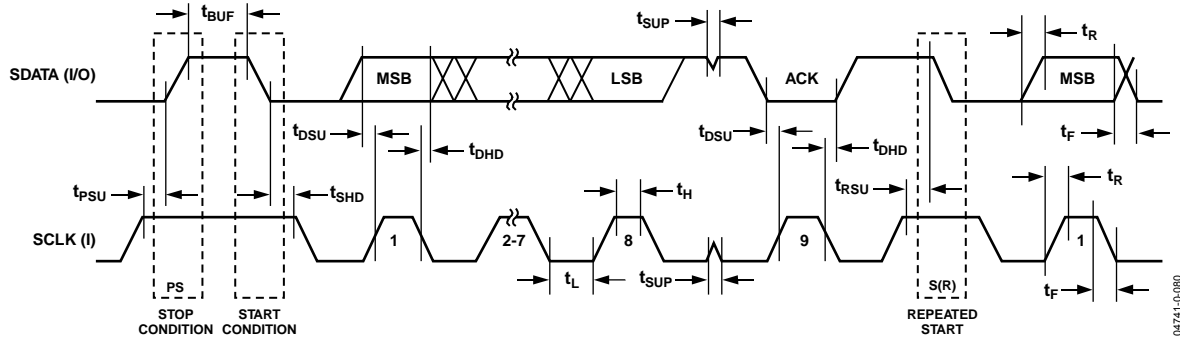 tBUF
tSUP
tR
SDATA (I/O)
MSB
LSB
ACK
MSB
tDSU
tDHD
tDSU
tDHD
tF
tPSU
tSHD
tH
tRSU
tR
SCLK (I)
1
2-7
8
9
1
tL
tSUP
tF
PS
S(R)
STOP
CONDITION
START
CONDITION
REPEATED
START
04741-0-080